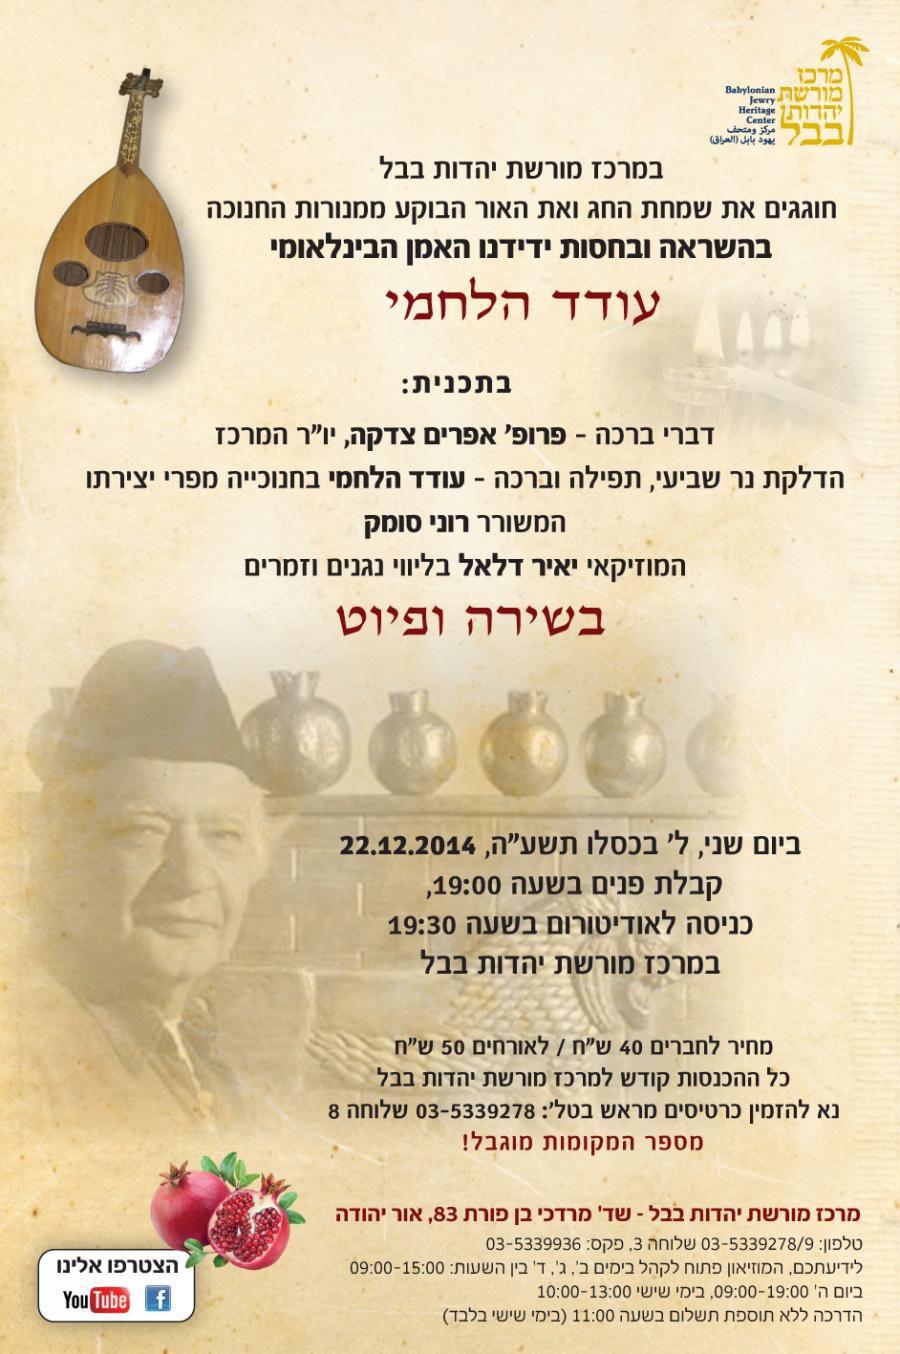 מרכז
מורשת
יהדות
בבל
Babylonian
Jewry
Heritage
Center
مركز ومتحف
يهود بابل (العراق)
במרכז מורשת יהדות בבל
חוגגים את שמחת החג ואת האור הבוקע ממנורות החנוכה
בהשראה ובחסות ידידנו האמן הבינלאומי
עודד הלחמי
בתכנית:
דברי ברכה - פרופ' אפרים צדקה, יו"ר המרכז
הדלקת נר שביעי, תפילה וברכה - עודד הלחמי בחנוכייה מפרי יצירתו
המשורר רוני סומק
המוזיקאי יאיר דלאל בליווי נגנים וזמרים
בשירה ופיוט
ביום שני, ל' בכסלו תשע"ה, 22.12.2014
קבלת פנים בשעה 19:00,
כניסה לאודיטורום בשעה 19:30
במרכז מורשת יהדות בבל
מחיר לחברים 40 ש"ח / לאורחים 50 ש"ח
כל ההכנסות קודש למרכז מורשת יהדות בבל
נא להזמין כרטיסים מראש בטל': 03-5339278 שלוחה 8
מספר המקומות מוגבל!
מרכז מורשת יהדות בבל - שד' מרדכי בן פורת 83, אור יהודה
טלפון: 03-5339278/9 שלוחה 3, פקס: 03-5339936
לידיעתכם, המוזיאון פתוח לקהל בימים ב', ג', ד' בין השעות: 09:00-15:00
ביום ה' 09:00-19:00, בימי שישי 10:00-13:00
הדרכה ללא תוספת תשלום בשעה 11:00 (בימי שישי בלבד)
הצטרפו אלינו
YouTube f